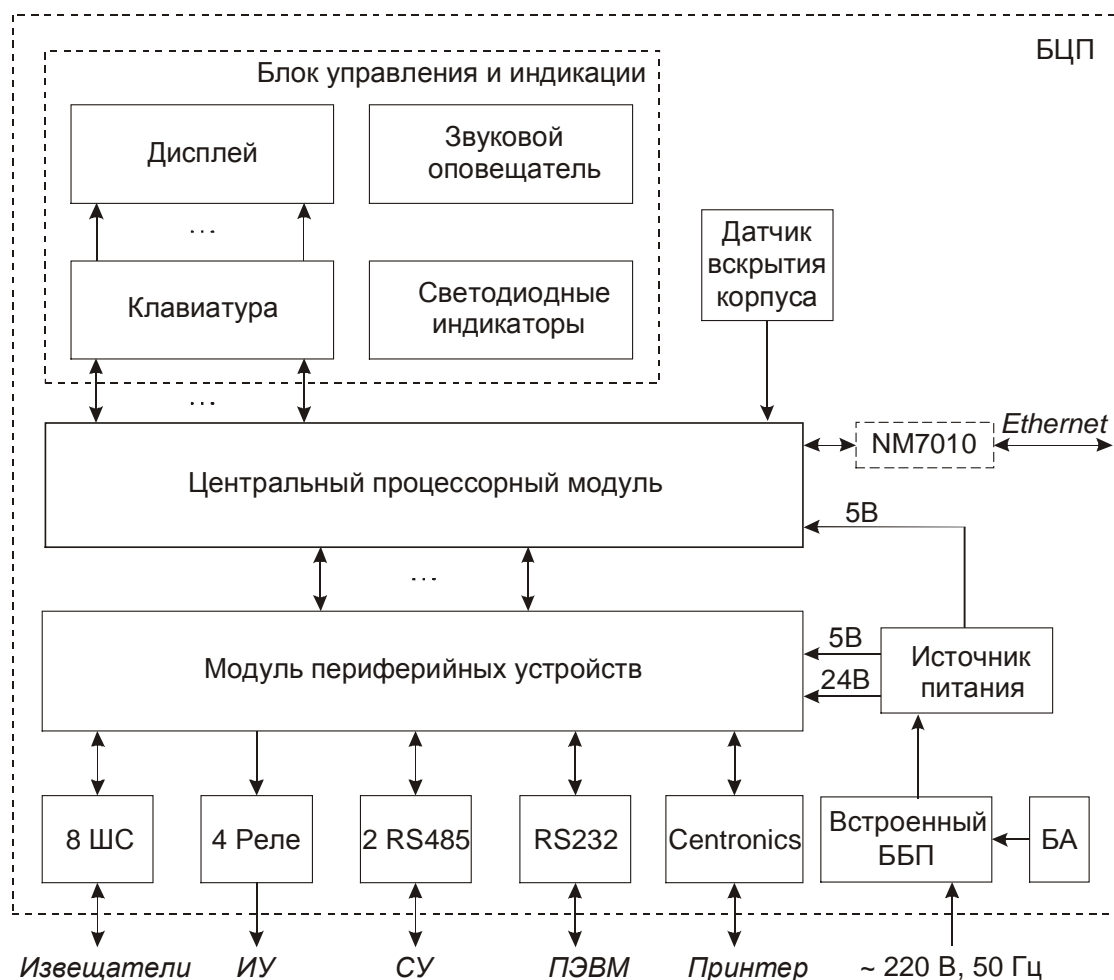 БЦП
Блок управления и индикации
Дисплей
Звуковой
оповещатель
...
Датчик
вскрытия
корпуса
Клавиатура
Светодиодные
индикаторы
...
Ethernet
NM7010
Центральный процессорный модуль
5В
...
5В
Источник
питания
Модуль периферийных устройств
24В
8 ШС
4 Реле
2 RS485
RS232
Centronics
Встроенный
ББП
БА
Извещатели
ИУ
СУ
ПЭВМ
Принтер
~ 220 В, 50 Гц